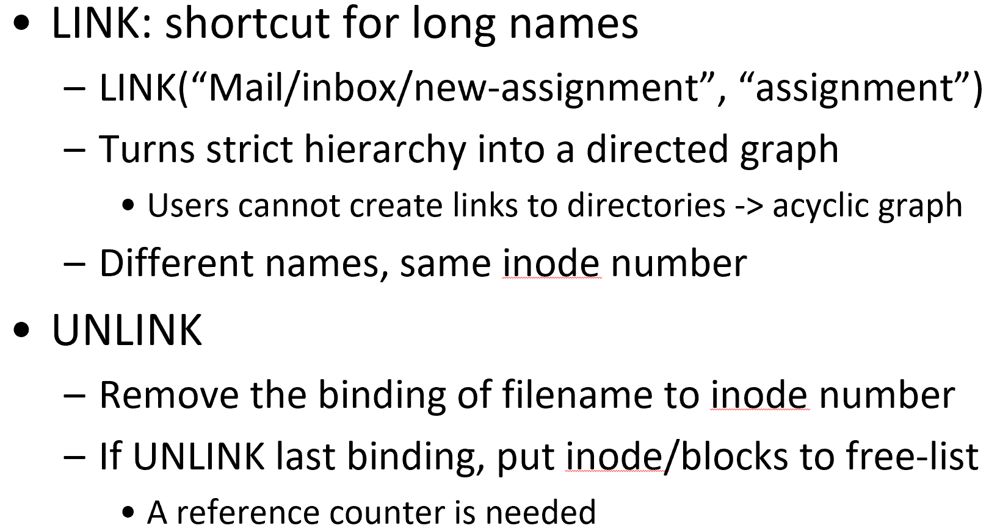 • LINK: shortcut for long names
– LINK(“Mail/inbox/new-assignment”, “assignment”)
– Turns strict hierarchy into a directed graph
• Users cannot create links to directories -> acyclic graph
– Different names, same inode number
• UNLINK
– Remove the binding of filename to inode number
– If UNLINK last binding, put inode/blocks to free-list
• A reference counter is needed